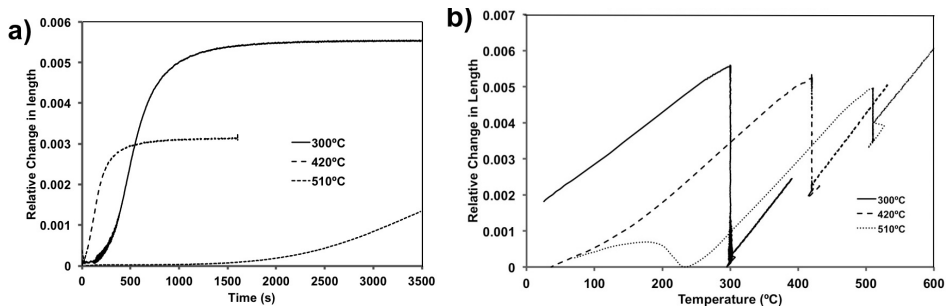 a)
Relative Change in length
0.006
0.005
0.004
0.003
0.002
0.001
0
0
500
1000
1500
2000
2500
3000
3500
Time (s)
300ºC
420ºC
510ºC
b)
Relative Change in Length
0.007
0.006
0.005
0.004
0.003
0.002
0.001
0
0
100
200
300
400
500
600
Temperature (ºC)
300ºC
420ºC
510ºC